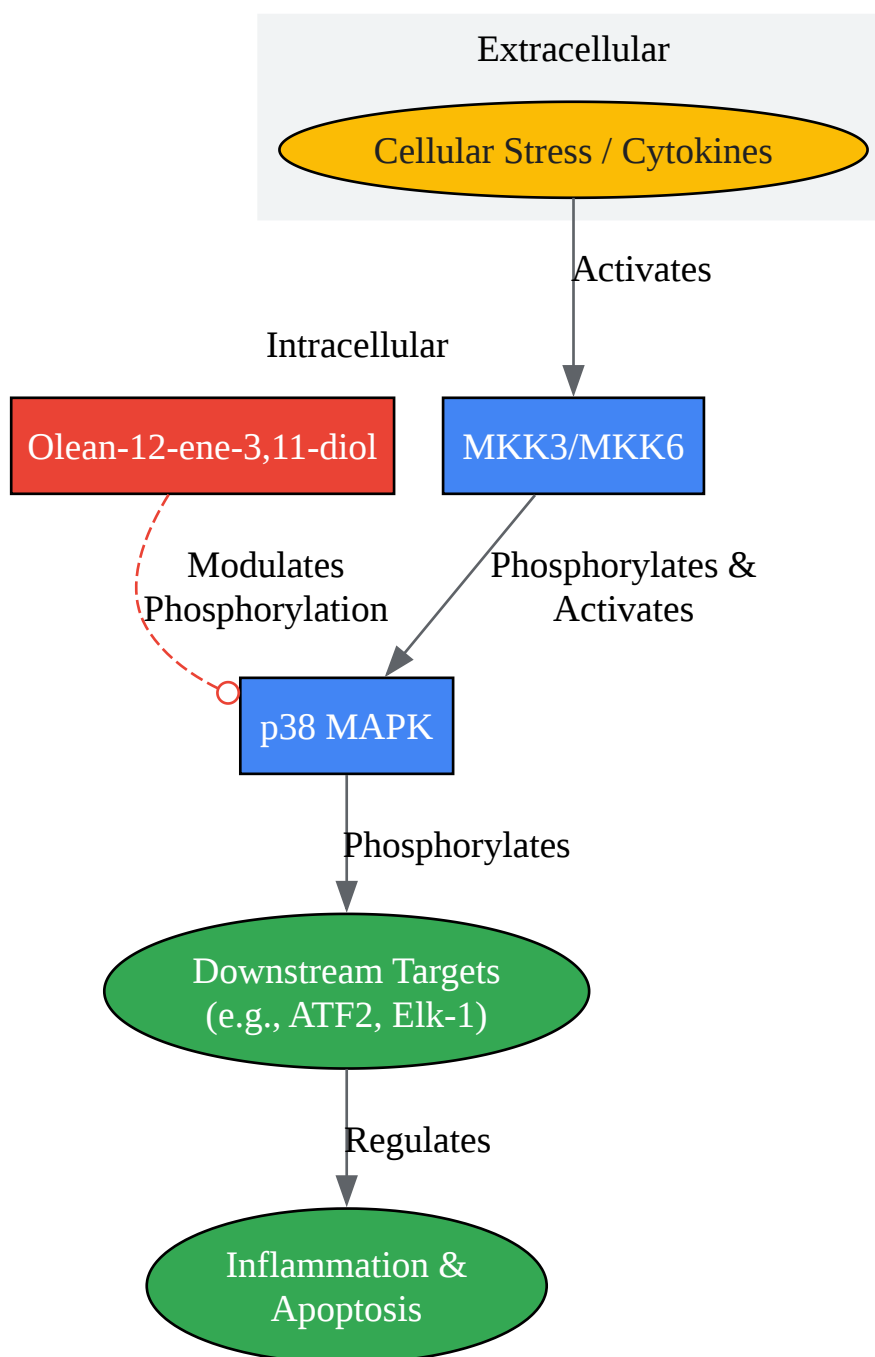 Extracellular
Cellular Stress / Cytokines
Activates
Intracellular
Olean-12-ene-3,11-diol
MKK3/MKK6
Modulates
Phosphorylation
Phosphorylates &
Activates
p38 MAPK
Phosphorylates
Downstream Targets
(e.g., ATF2, Elk-1)
Regulates
Inflammation &
Apoptosis